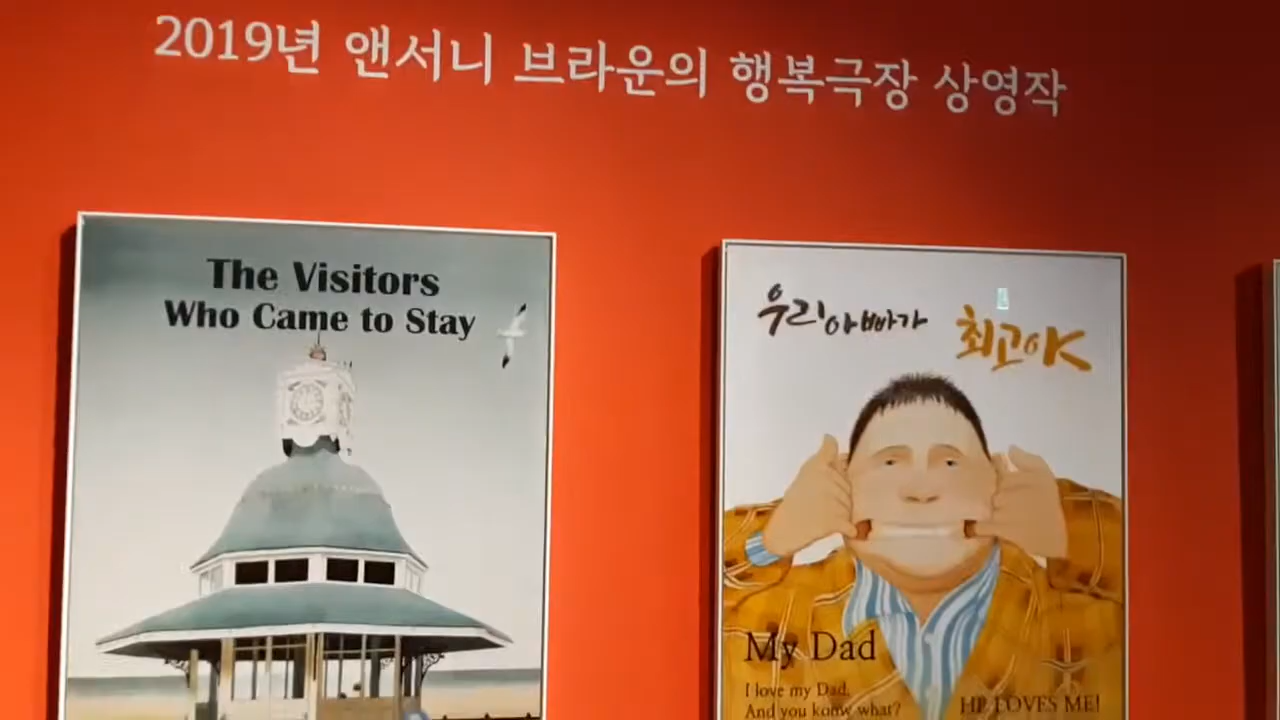 2019년 앤서니 브라운의 행복극장 상영작
The Visitors
Who Came to Stay
우리 아빠가 최고야
My Dad
I love my Dad.
And you know what?
HE LOVES ME!